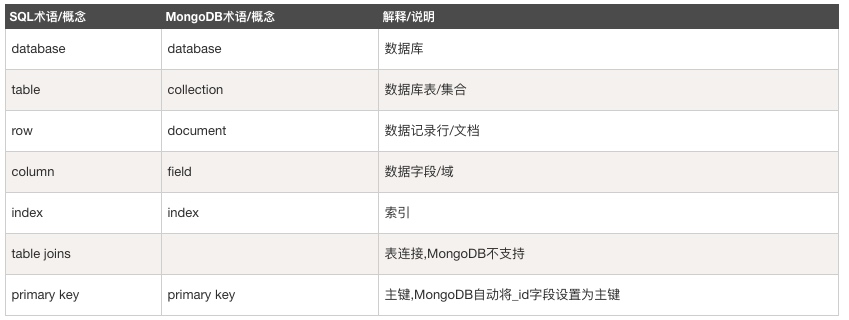 SQL术语/概念 MongoDB术语/概念 解释/说明
database database 数据库
table collection 数据库表/集合
row document 数据记录行/文档
column field 数据字段/域
index index 索引
table joins 表连接,MongoDB不支持
primary key primary key 主键,MongoDB自动将_id字段设置为主键